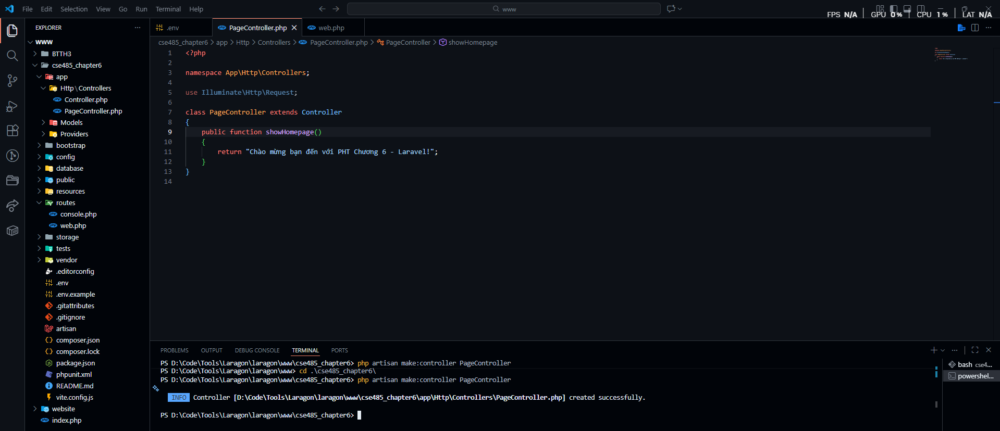 File Edit Selection View Go Run Terminal Help
www
FPS N/A GPU 0% CPU 1% LAT N/A
EXPLORER
WWW
BTTH3
cse485_chapter6
app
Http\Controllers
Controller.php
PageController.php
Models
Providers
bootstrap
config
database
public
resources
routes
console.php
web.php
storage
tests
vendor
.editorconfig
.env
.env.example
.gitattributes
.gitignore
artisan
composer.json
composer.lock
package.json
phpunit.xml
README.md
vite.config.js
website
index.php
.env PageController.php web.php
cse485_chapter6 > app > Http > Controllers > PageController.php > PageController > showHomepage
1 <?php
2
3 namespace App\Http\Controllers;
4
5 use Illuminate\Http\Request;
6
7 class PageController extends Controller
8 {
9 public function showHomepage()
10 {
11 return "Chào mừng bạn đến với PHT Chương 6 - Laravel!";
12 }
13 }
14
PROBLEMS OUTPUT DEBUG CONSOLE TERMINAL PORTS
PS D:\Code\Tools\Laragon\laragon\www\cse485_chapter6> php artisan make:controller PageController
PS D:\Code\Tools\Laragon\laragon\www> cd .\cse485_chapter6\
PS D:\Code\Tools\Laragon\laragon\www\cse485_chapter6> php artisan make:controller PageController
INFO Controller [D:\Code\Tools\Laragon\laragon\www\cse485_chapter6\app\Http\Controllers\PageController.php] created successfully.
PS D:\Code\Tools\Laragon\laragon\www\cse485_chapter6>
bash cse4...
powershel...